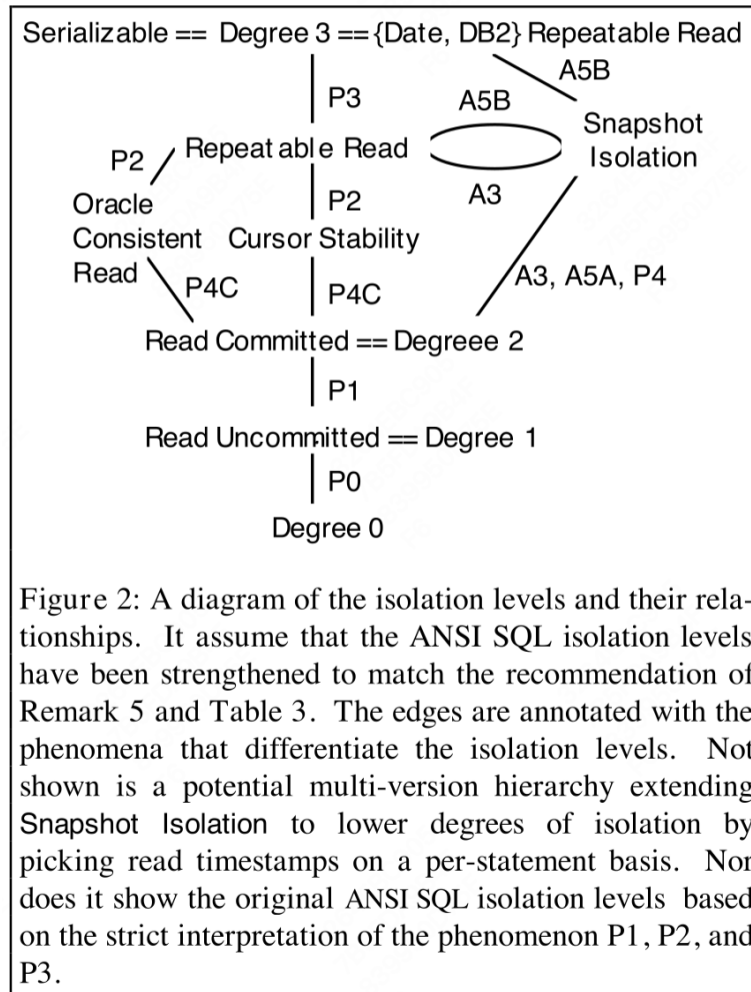 Serializable == Degree 3 == {Date, DB2} Repeatable Read
A5B
P3
A5B
Snapshot
Isolation
P2
Repeatable Read
A3
Oracle
Consistent
Read
P2
Cursor Stability
P4C
P4C
A3, A5A, P4
Read Committed == Degreee 2
P1
Read Uncommitted == Degree 1
P0
Degree 0
Figure 2: A diagram of the isolation levels and their rela-
tionships. It assume that the ANSI SQL isolation levels
have been strengthened to match the recommendation of
Remark 5 and Table 3. The edges are annotated with the
phenomena that differentiate the isolation levels. Not
shown is a potential multi-version hierarchy extending
Snapshot Isolation to lower degrees of isolation by
picking read timestamps on a per-statement basis. Nor
does it show the original ANSI SQL isolation levels based
on the strict interpretation of the phenomenon P1, P2, and
P3.